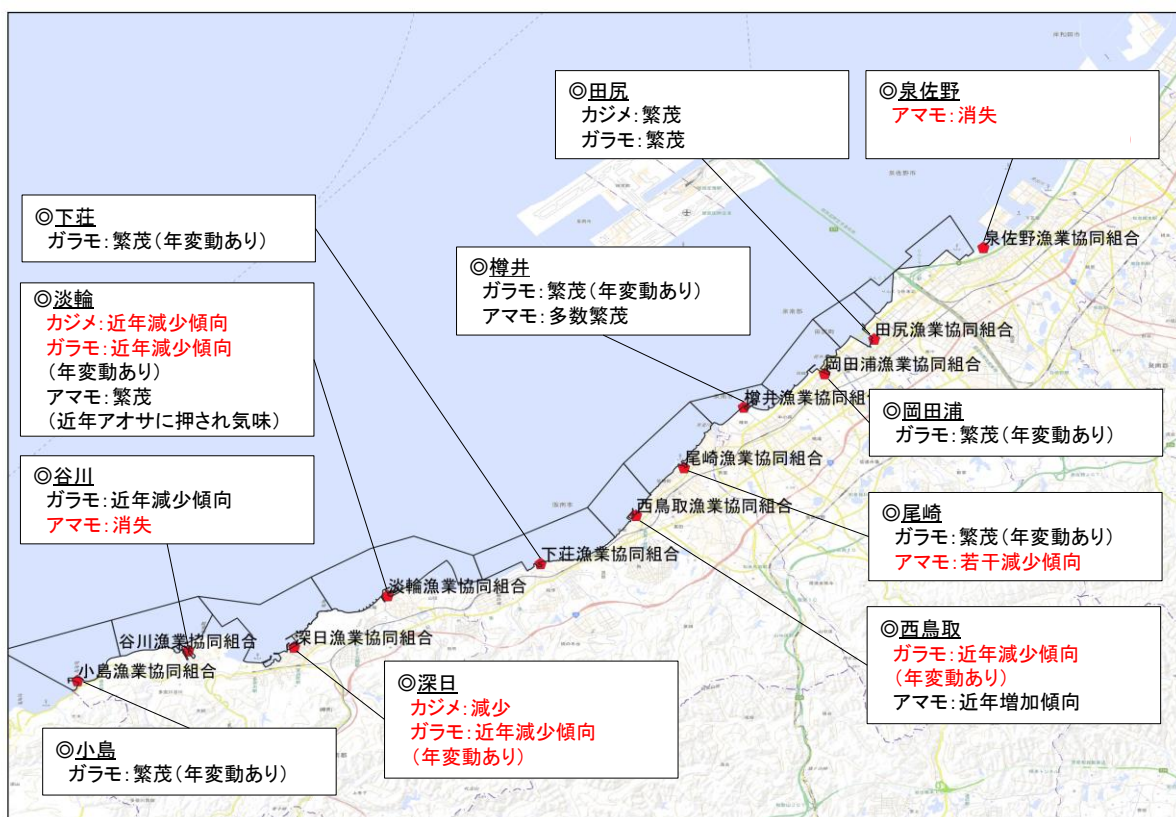 岸和田市
◎田尻
カジメ：繁茂
ガラモ：繁茂
◎泉佐野
アマモ：消失
泉佐野市
◎下荘
ガラモ：繁茂（年変動あり）
◎樽井
ガラモ：繁茂（年変動あり）
アマモ：多数繁茂
◎淡輪
カジメ：近年減少傾向
ガラモ：近年減少傾向
（年変動あり）
アマモ：繁茂
（近年アオサに押され気味）
◎谷川
ガラモ：近年減少傾向
アマモ：消失
泉佐野漁業協同組合
田尻漁業協同組合
岡田浦漁業協同組合
樽井漁業協同組合
尾崎漁業協同組合
西鳥取漁業協同組合
下荘漁業協同組合
淡輪漁業協同組合
深日漁業協同組合
谷川漁業協同組合
小島漁業協同組合
◎岡田浦
ガラモ：繁茂（年変動あり）
◎尾崎
ガラモ：繁茂（年変動あり）
アマモ：若干減少傾向
◎西鳥取
ガラモ：近年減少傾向
（年変動あり）
アマモ：近年増加傾向
◎深日
カジメ：減少
ガラモ：近年減少傾向
（年変動あり）
◎小島
ガラモ：繁茂（年変動あり）